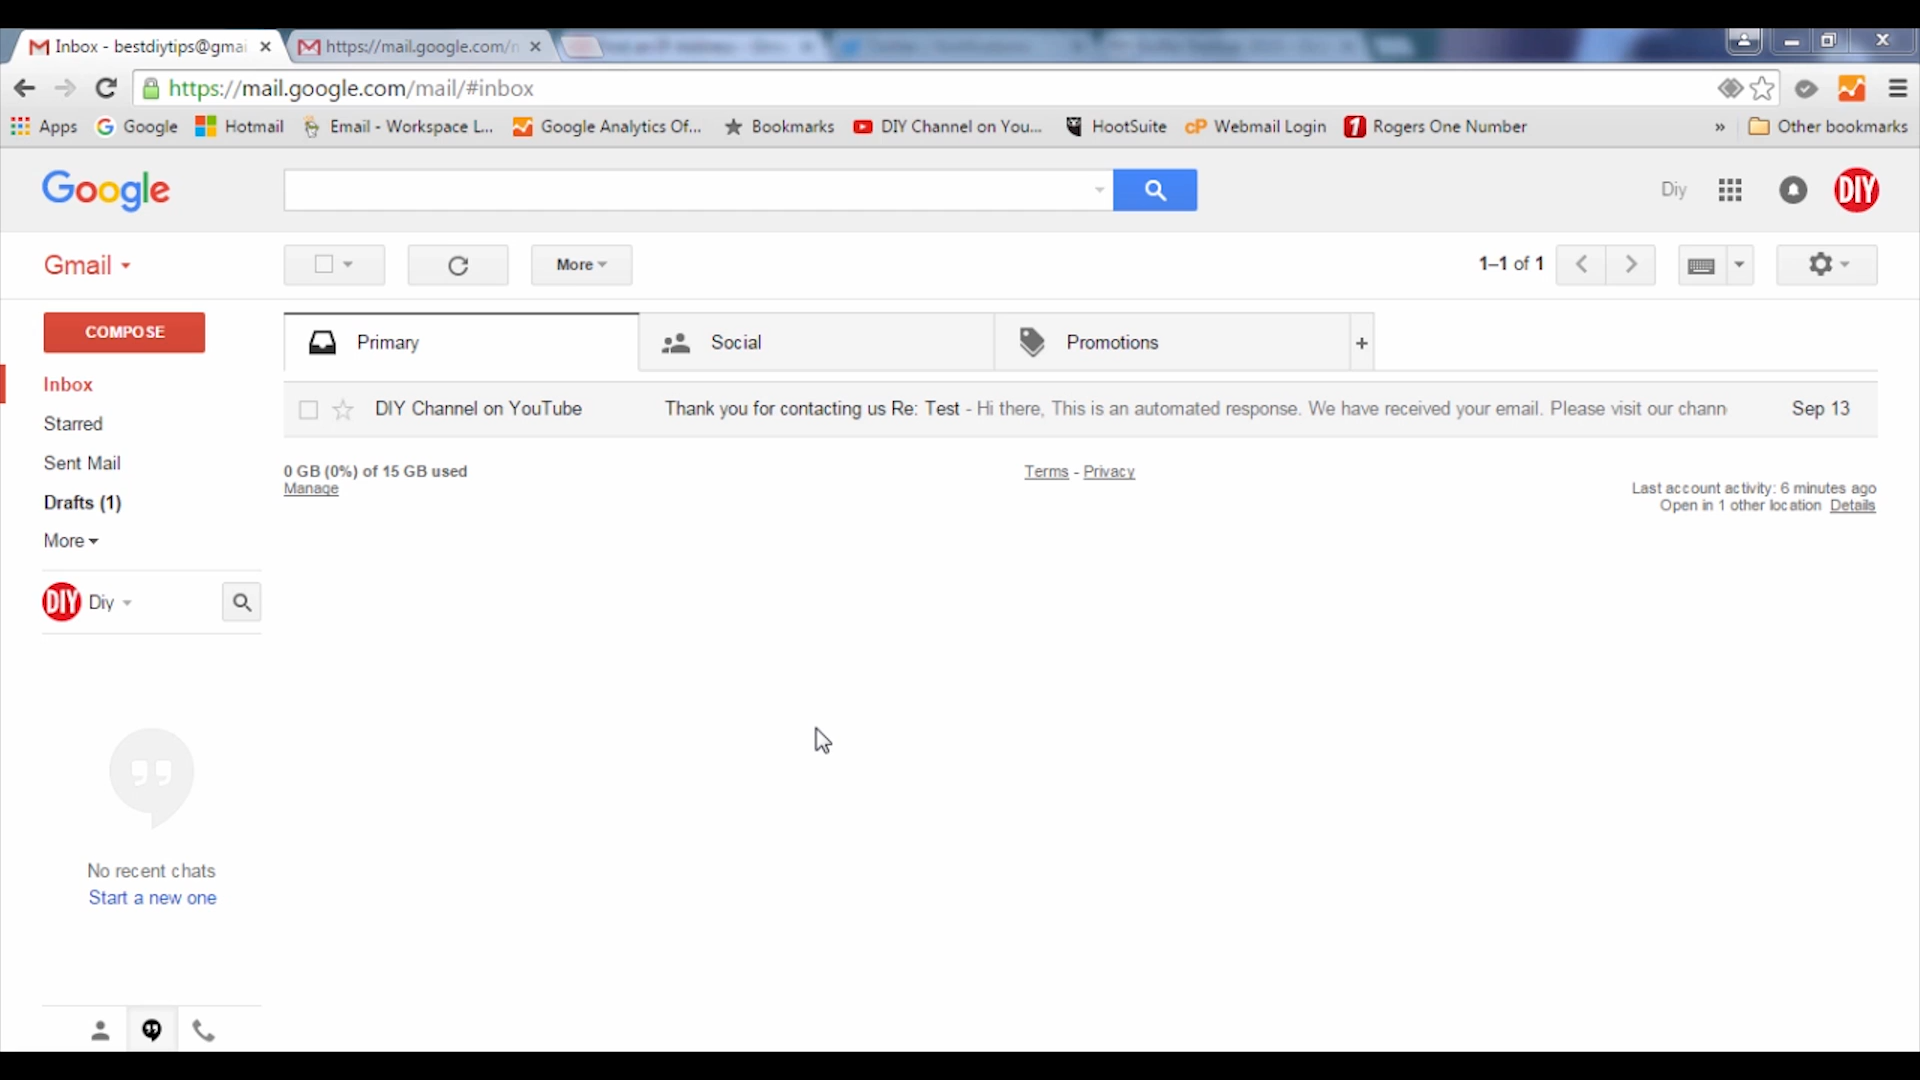 Inbox - bestdiytips@gmai
https://mail.google.com/
https://mail.google.com/mail/#inbox
Apps
Google
Hotmail
Email - Workspace L...
Google Analytics Of...
Bookmarks
DIY Channel on You...
HootSuite
cP Webmail Login
1 Rogers One Number
»
Other bookmarks
Google
Diy
DIY
Gmail
More
1–1 of 1
COMPOSE
Primary
Social
Promotions
+
Inbox
DIY Channel on YouTube
Thank you for contacting us Re: Test - Hi there, This is an automated response. We have received your email. Please visit our chann
Sep 13
Starred
Sent Mail
Drafts (1)
More
0 GB (0%) of 15 GB used
Manage
Terms - Privacy
Last account activity: 6 minutes ago
Open in 1 other location Details
DIY Diy
No recent chats
Start a new one